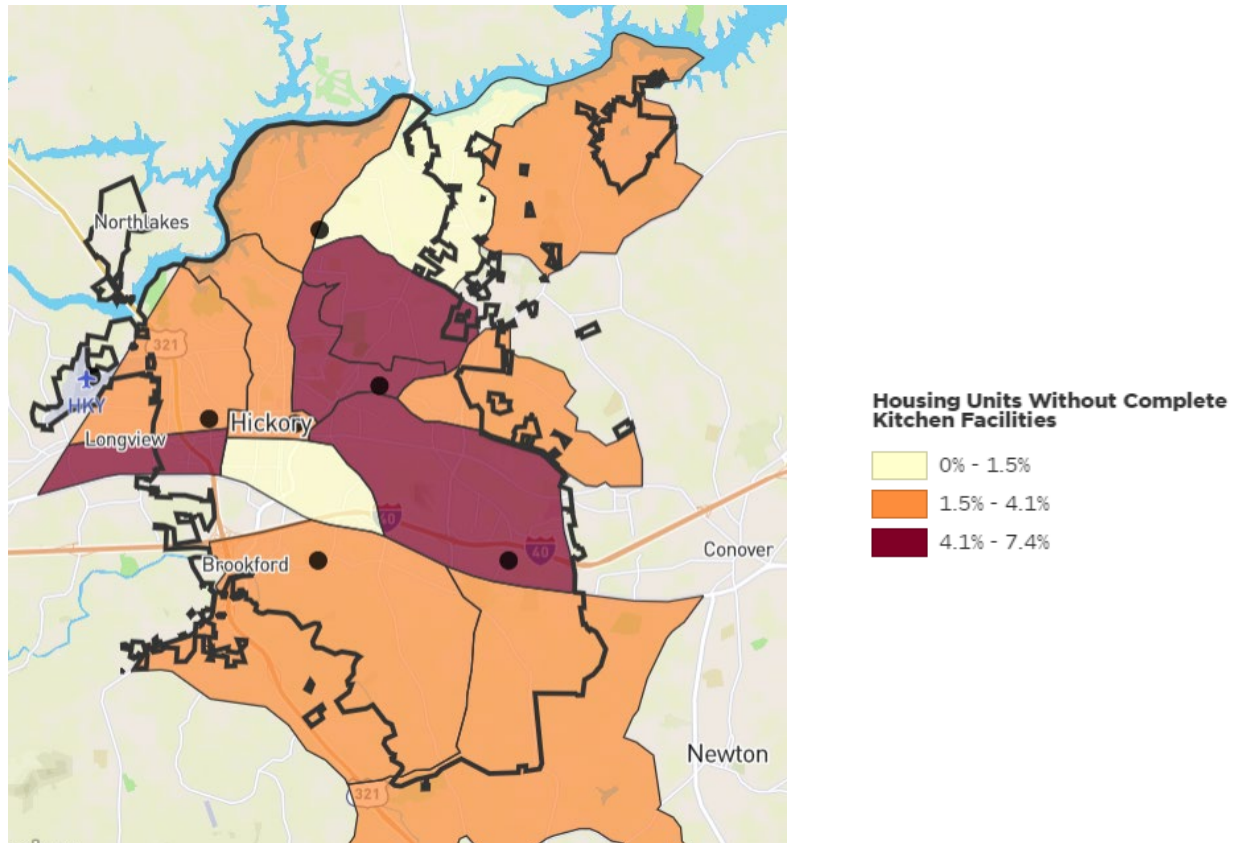 Northlakes
321
HKY
Hickory
Longview
40
40
Conover
Brookford
Newton
321
Housing Units Without Complete
Kitchen Facilities
0% - 1.5%
1.5% - 4.1%
4.1% - 7.4%